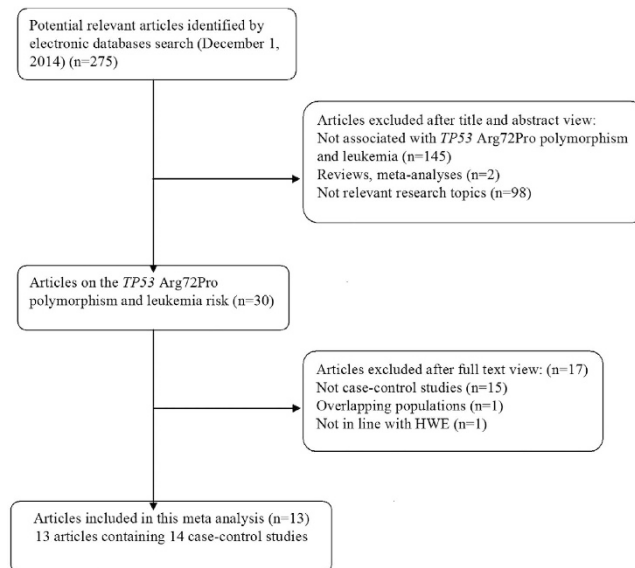 Potential relevant articles identified by
electronic databases search (December 1,
2014) (n=275)
Articles excluded after title and abstract view:
Not associated with TP53 Arg72Pro polymorphism
and leukemia (n=145)
Reviews, meta-analyses (n=2)
Not relevant research topics (n=98)
Articles on the TP53 Arg72Pro
polymorphism and leukemia risk (n=30)
Articles excluded after full text view: (n=17)
Not case-control studies (n=15)
Overlapping populations (n=1)
Not in line with HWE (n=1)
Articles included in this meta analysis (n=13)
13 articles containing 14 case-control studies